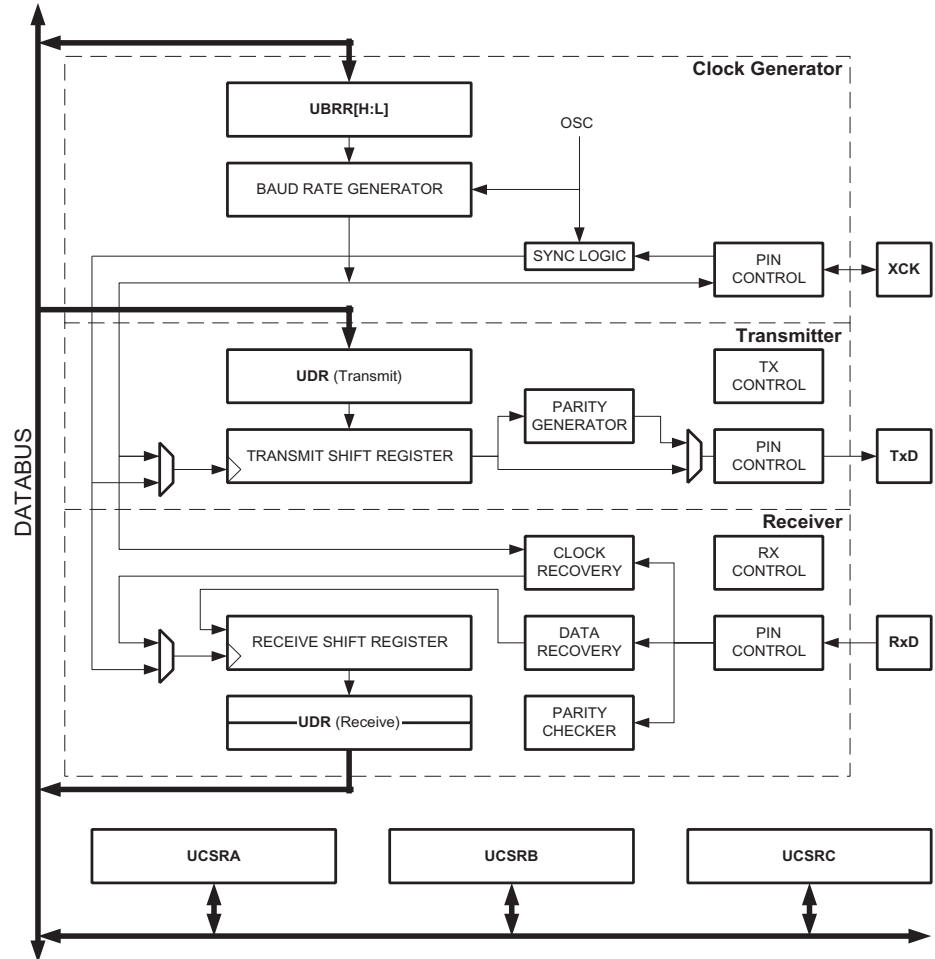 Clock Generator
UBRR[H:L]
OSC
BAUD RATE GENERATOR
SYNC LOGIC
PIN
CONTROL
XCK
Transmitter
UDR (Transmit)
TX
CONTROL
PARITY
GENERATOR
TRANSMIT SHIFT REGISTER
PIN
CONTROL
TxD
DATABUS
Receiver
CLOCK
RECOVERY
RX
CONTROL
RECEIVE SHIFT REGISTER
DATA
RECOVERY
PIN
CONTROL
RxD
UDR (Receive)
PARITY
CHECKER
UCSRA
UCSRB
UCSRC